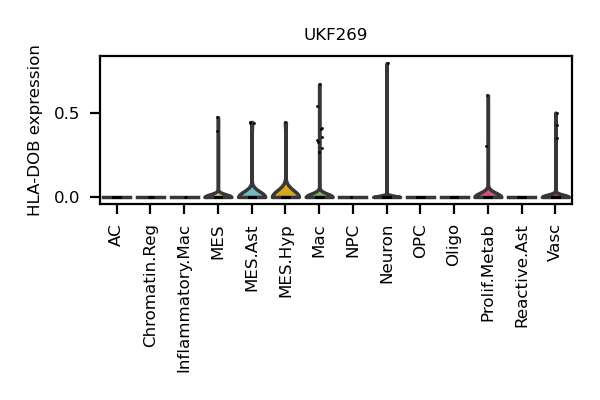 UKF269
HLA-DOB expression
0.5
0.0
AC
Chromatin.Reg
Inflammatory.Mac
MES
MES.Ast
MES.Hyp
Mac
NPC
Neuron
OPC
Oligo
Prolif.Metab
Reactive.Ast
Vasc